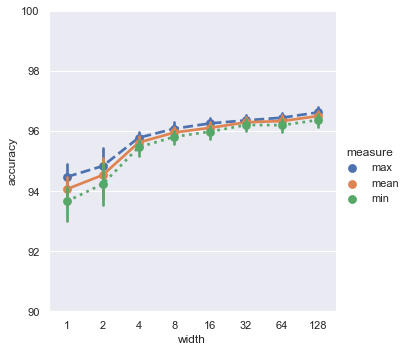 100
98
96
94
92
90
accuracy
1 2 4 8 16 32 64 128
width
measure
max
mean
min